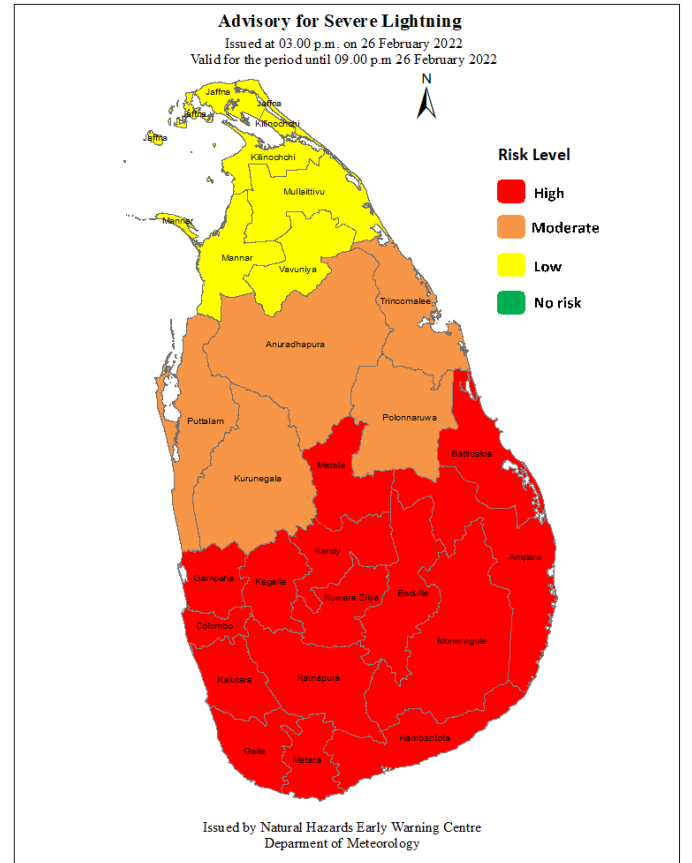 Advisory for Severe Lightning
Issued at 03.00 p.m. on 26 February 2022
Valid for the period until 09.00 p.m 26 February 2022
N
Jaffna
Jaffna
Jaffna
Kilinochchi
Jaffna
Kilinochchi
Risk Level
High
Moderate
Low
No risk
Mullaittivu
Mannar
Mannar
Vavuniya
Trincomalee
Anuradhapura
Polonnaruwa
Puttalam
Kurunegala
Matale
Batticaloa
Kandy
Ampara
Gampaha
Kegalle
Nuwara Eliya
Badulla
Colombo
Moneragala
Kalutara
Ratnapura
Hambantota
Galle
Matara
Issued by Natural Hazards Early Warning Centre
Deparment of Meteorology